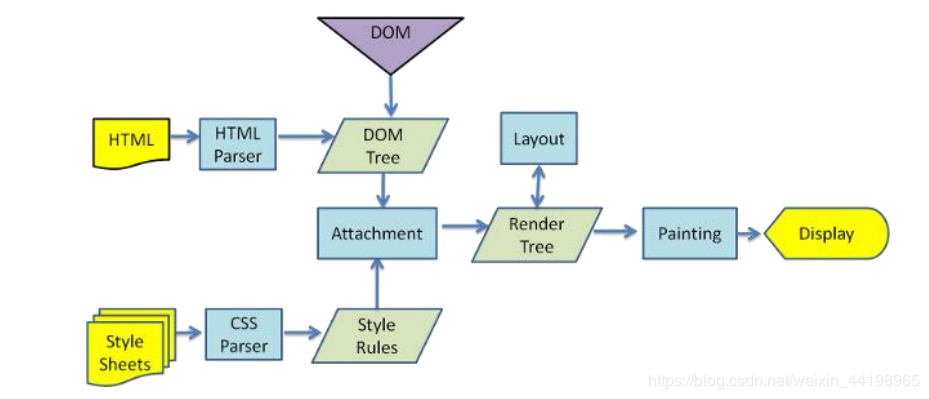 DOM
HTML
HTML
Parser
DOM
Tree
Layout
Attachment
Render
Tree
Painting
Display
Style
Sheets
CSS
Parser
Style
Rules
https://blog.csdn.net/weixin_44198965